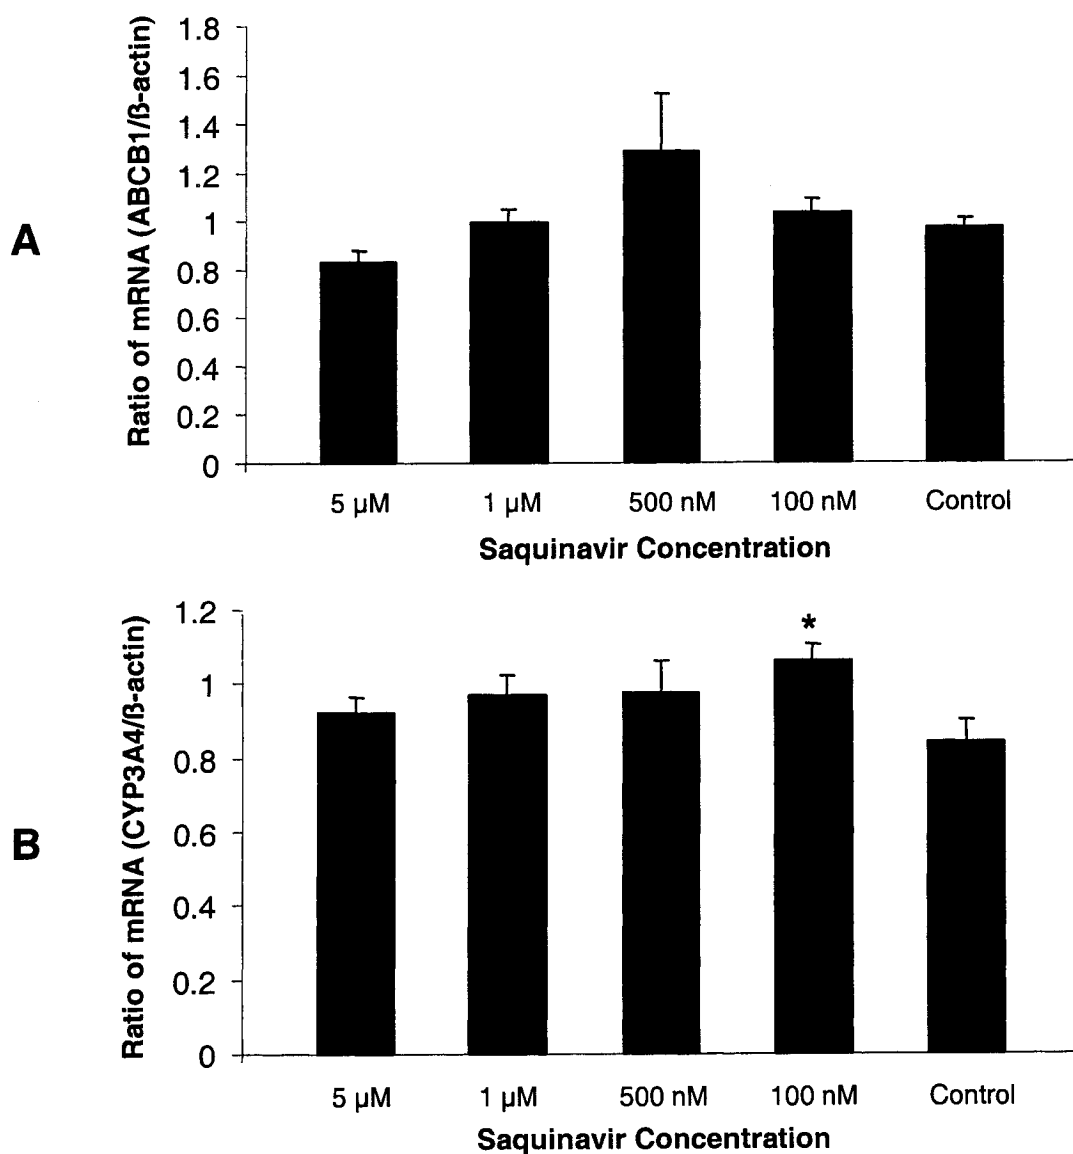 A
Ratio of mRNA (ABCB1/ß-actin)
1.8
1.6
1.4
1.2
1
0.8
0.6
0.4
0.2
0
5 µM 1 µM 500 nM 100 nM Control
Saquinavir Concentration
B
Ratio of mRNA (CYP3A4/ß-actin)
1.2
1
0.8
0.6
0.4
0.2
0
*
5 µM 1 µM 500 nM 100 nM Control
Saquinavir Concentration